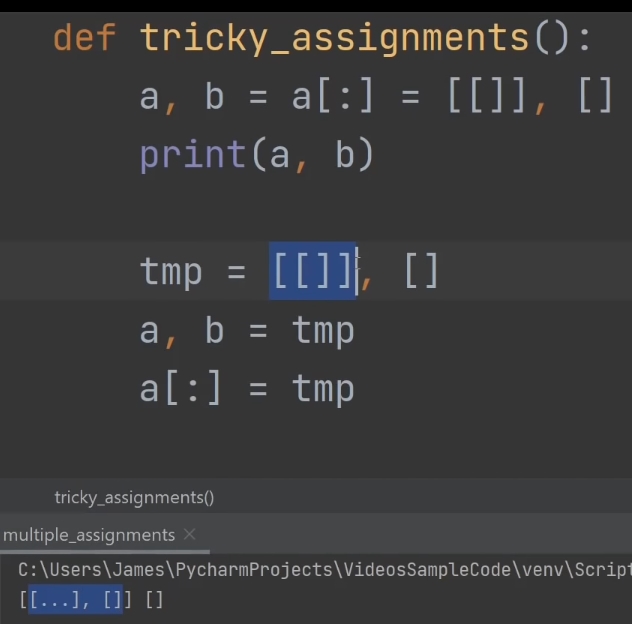 def tricky_assignments():
a, b = a[:] = [[]], []
print(a, b)
tmp = [[]], []
a, b = tmp
a[:] = tmp
tricky_assignments()
multiple_assignments ×
C:\Users\James\PycharmProjects\VideosSampleCode\venv\Script
[[...], []] []